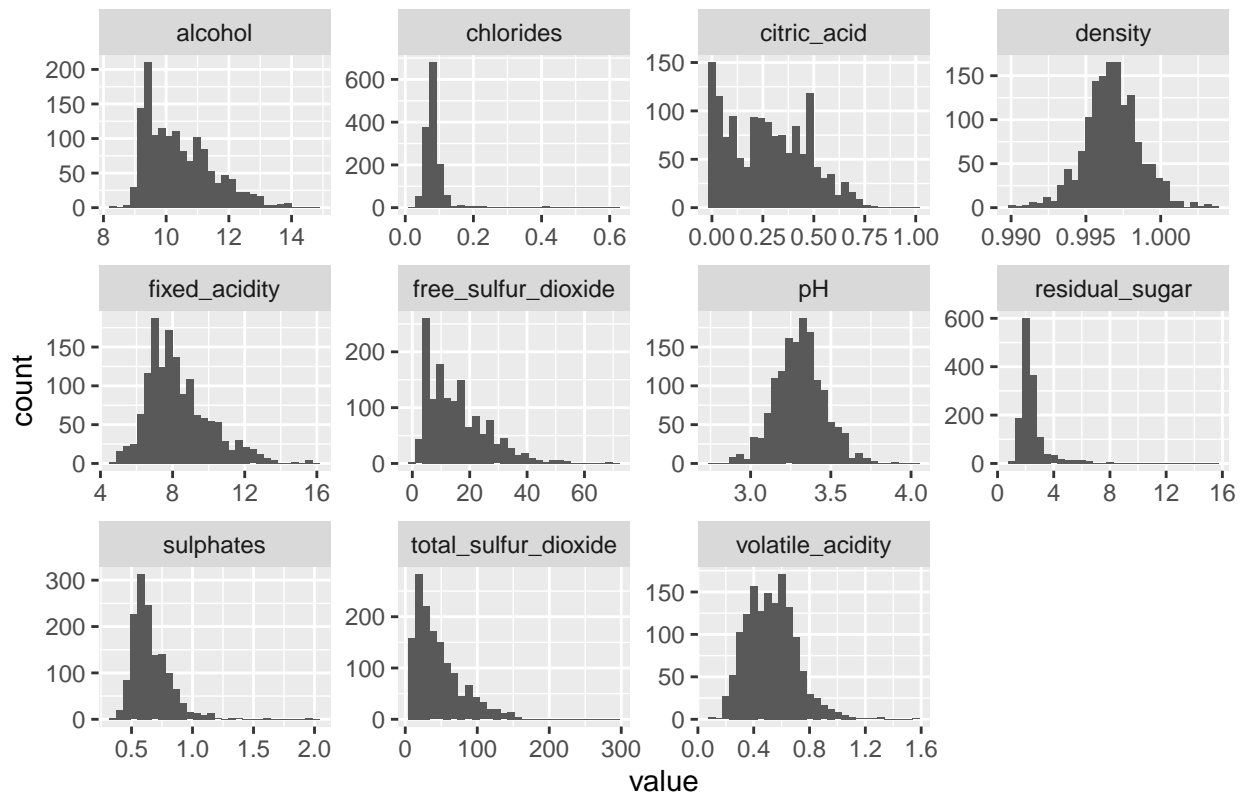 alcohol chlorides citric_acid density
200
150
100
50
0
8 10 12 14
600
400
200
0
0.0 0.2 0.4 0.6
150
100
50
0
0.00 0.25 0.50 0.75 1.00
150
100
50
0
0.990 0.995 1.000
fixed_acidity free_sulfur_dioxide pH residual_sugar
150
100
50
0
4 8 12 16
200
100
0
0 20 40 60
150
100
50
0
3.0 3.5 4.0
600
400
200
0
0 4 8 12 16
sulphates total_sulfur_dioxide volatile_acidity
300
200
100
0
0.5 1.0 1.5 2.0
200
100
0
0 100 200 300
150
100
50
0
0.0 0.4 0.8 1.2 1.6
count
value